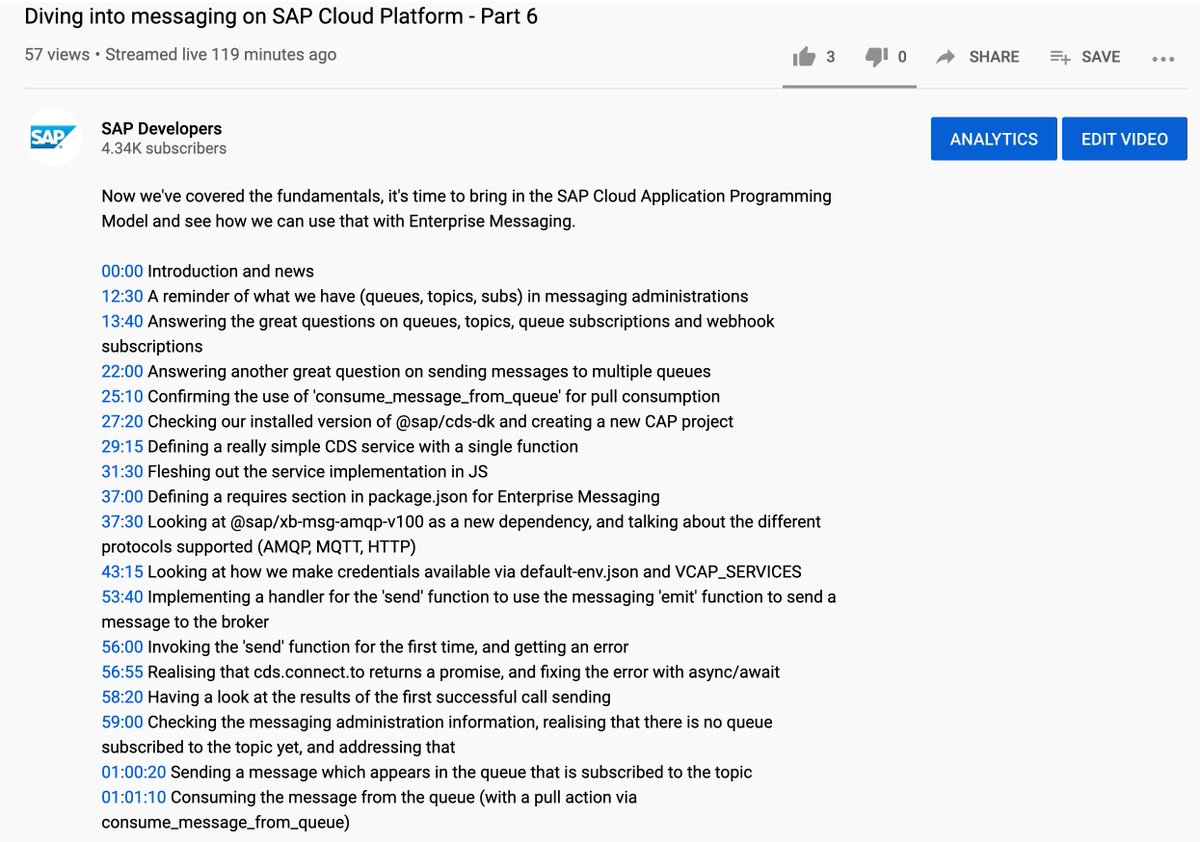 Diving into messaging on SAP Cloud Platform - Part 6
57 views • Streamed live 119 minutes ago
3 0 SHARE SAVE
SAP
SAP Developers
4.34K subscribers
ANALYTICS EDIT VIDEO
Now we've covered the fundamentals, it's time to bring in the SAP Cloud Application Programming
Model and see how we can use that with Enterprise Messaging.
00:00 Introduction and news
12:30 A reminder of what we have (queues, topics, subs) in messaging administrations
13:40 Answering the great questions on queues, topics, queue subscriptions and webhook
subscriptions
22:00 Answering another great question on sending messages to multiple queues
25:10 Confirming the use of 'consume_message_from_queue' for pull consumption
27:20 Checking our installed version of @sap/cds-dk and creating a new CAP project
29:15 Defining a really simple CDS service with a single function
31:30 Fleshing out the service implementation in JS
37:00 Defining a requires section in package.json for Enterprise Messaging
37:30 Looking at @sap/xb-msg-amqp-v100 as a new dependency, and talking about the different
protocols supported (AMQP, MQTT, HTTP)
43:15 Looking at how we make credentials available via default-env.json and VCAP_SERVICES
53:40 Implementing a handler for the 'send' function to use the messaging 'emit' function to send a
message to the broker
56:00 Invoking the 'send' function for the first time, and getting an error
56:55 Realising that cds.connect.to returns a promise, and fixing the error with async/await
58:20 Having a look at the results of the first successful call sending
59:00 Checking the messaging administration information, realising that there is no queue
subscribed to the topic yet, and addressing that
01:00:20 Sending a message which appears in the queue that is subscribed to the topic
01:01:10 Consuming the message from the queue (with a pull action via
consume_message_from_queue)